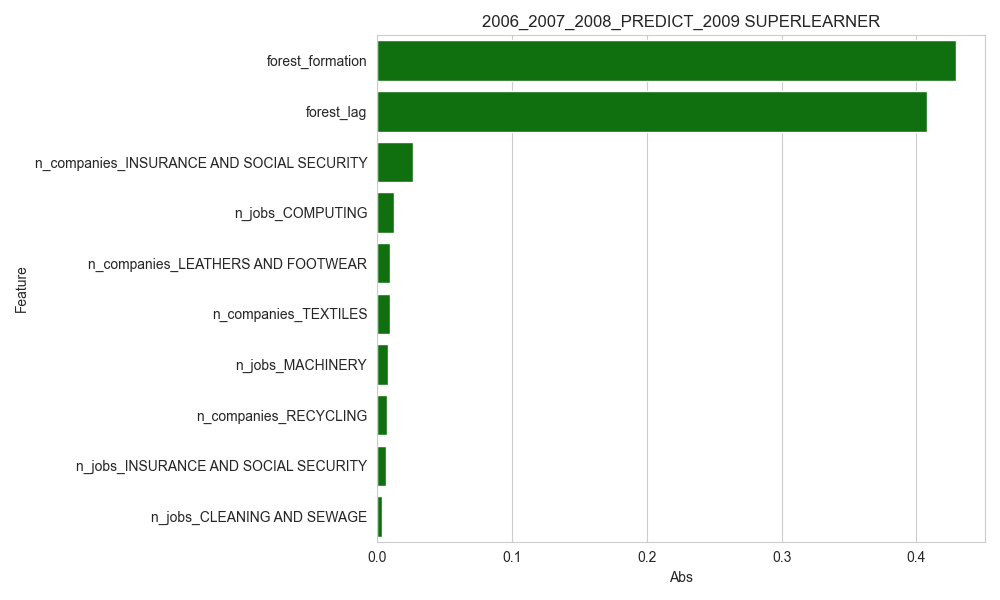 2006_2007_2008_PREDICT_2009 SUPERLEARNER
forest_formation
forest_lag
n_companies_INSURANCE AND SOCIAL SECURITY
n_jobs_COMPUTING
n_companies_LEATHERS AND FOOTWEAR
n_companies_TEXTILES
n_jobs_MACHINERY
n_companies_RECYCLING
n_jobs_INSURANCE AND SOCIAL SECURITY
n_jobs_CLEANING AND SEWAGE
Feature
0.0 0.1 0.2 0.3 0.4
Abs